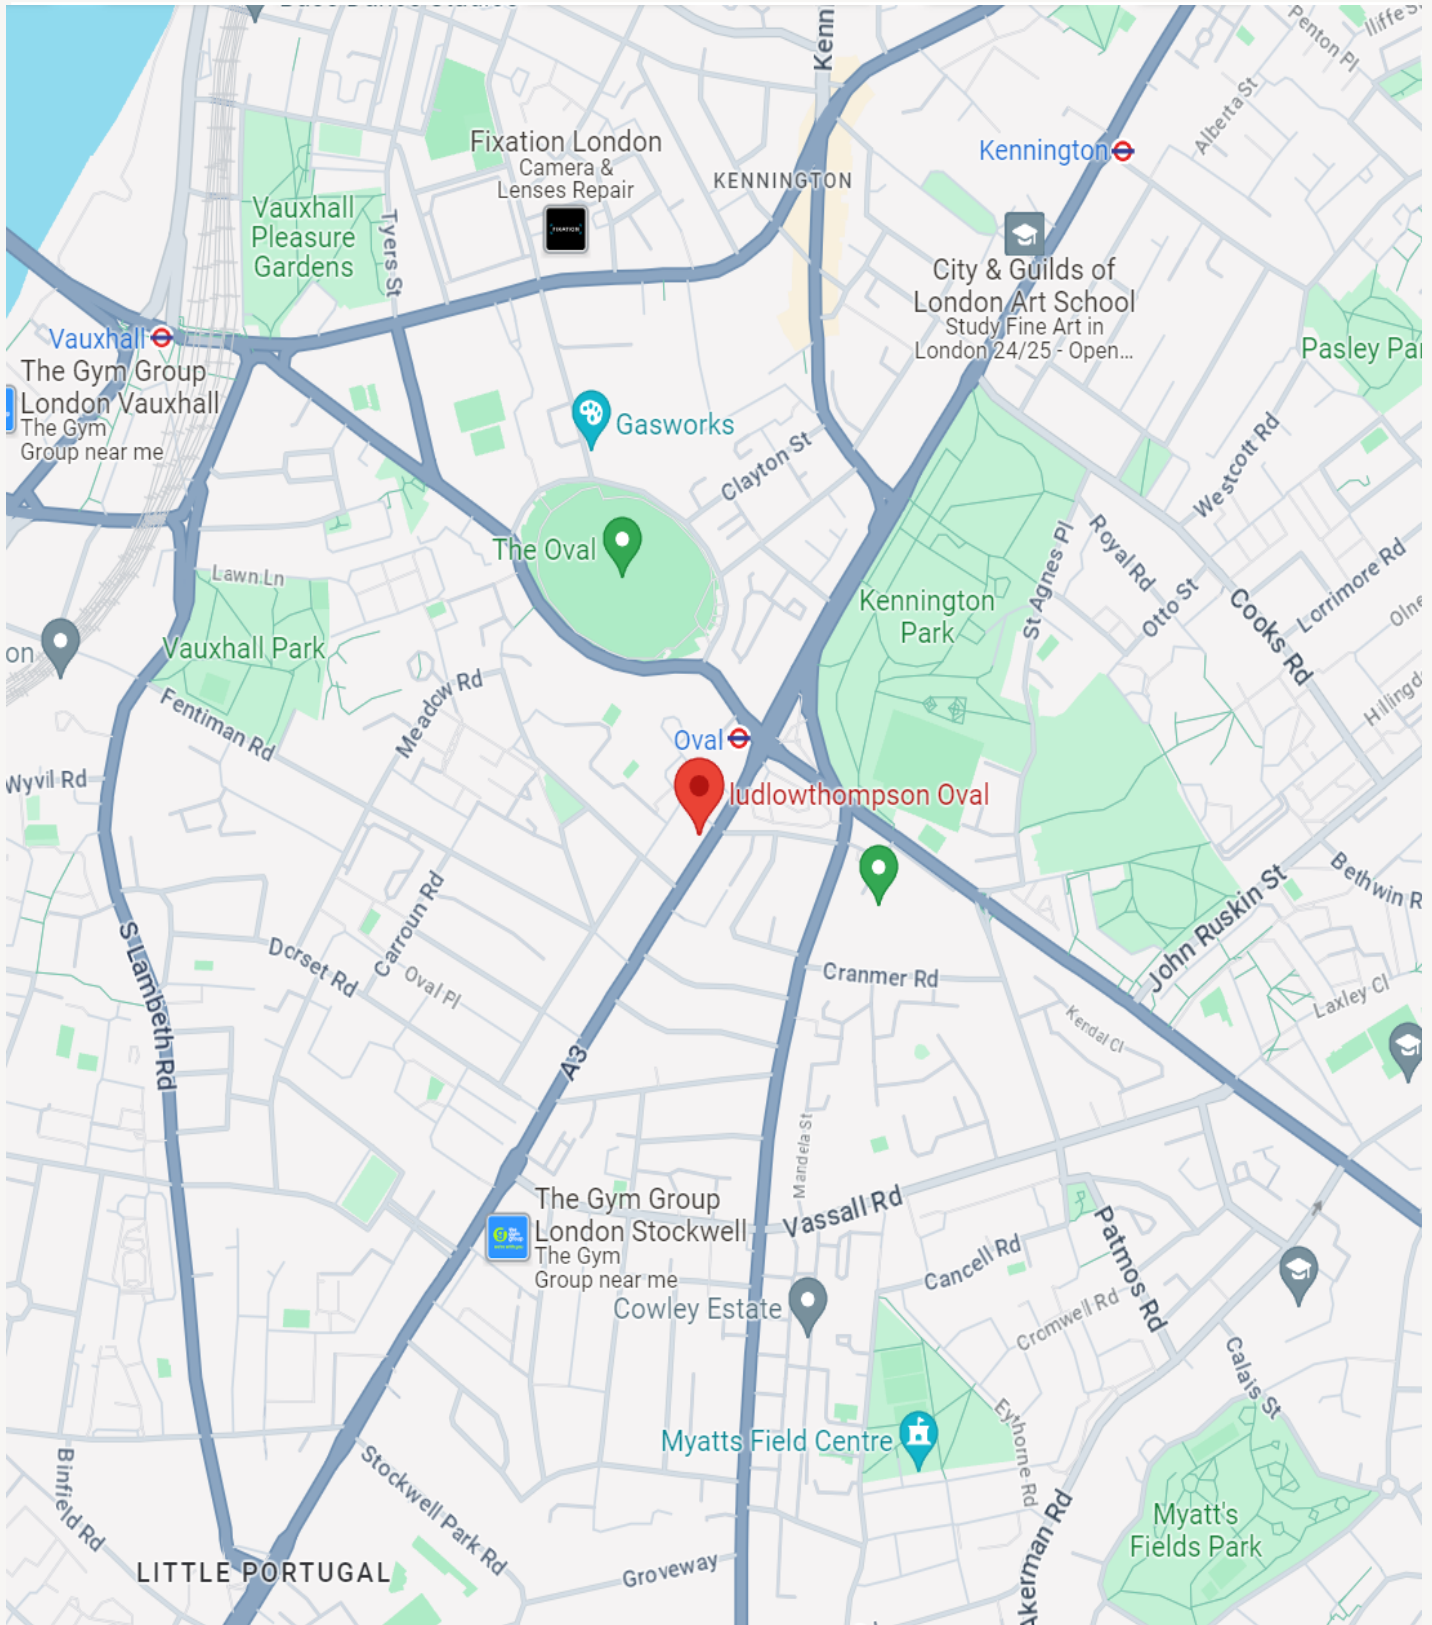 Kenn
Penton Pl
Iliffe S
Alberta St
Fixation London
Camera &
Lenses Repair
FIXATION
Kennington
KENNINGTON
Vauxhall
Pleasure
Gardens
Tyers St
City & Guilds of
London Art School
Study Fine Art in
London 24/25 - Open...
Vauxhall
The Gym Group
London Vauxhall
The Gym
Group near me
Pasley Par
Gasworks
Clayton St
Westcott Rd
The Oval
Lawn Ln
St Agnes Pl
Royal Rd
Otto St
Lorrimore Rd
Cooks Rd
Olne
Kennington
Park
on
Vauxhall Park
Meadow Rd
Fentiman Rd
Hillingd
Oval
Wyvil Rd
ludlowthompson Oval
Bethwin R
John Ruskin St
Carroun Rd
Dorset Rd
Oval Pl
S Lambeth Rd
Cranmer Rd
Laxley Cl
Kendal Cl
A3
Mandela St
The Gym Group
London Stockwell
The Gym
Group near me
Vassall Rd
Cancell Rd
Patmos Rd
Cowley Estate
Cromwell Rd
Calais St
Eythorne Rd
Myatts Field Centre
Binfield Rd
Stockwell Park Rd
Akerman Rd
Myatt's
Fields Park
LITTLE PORTUGAL
Groveway